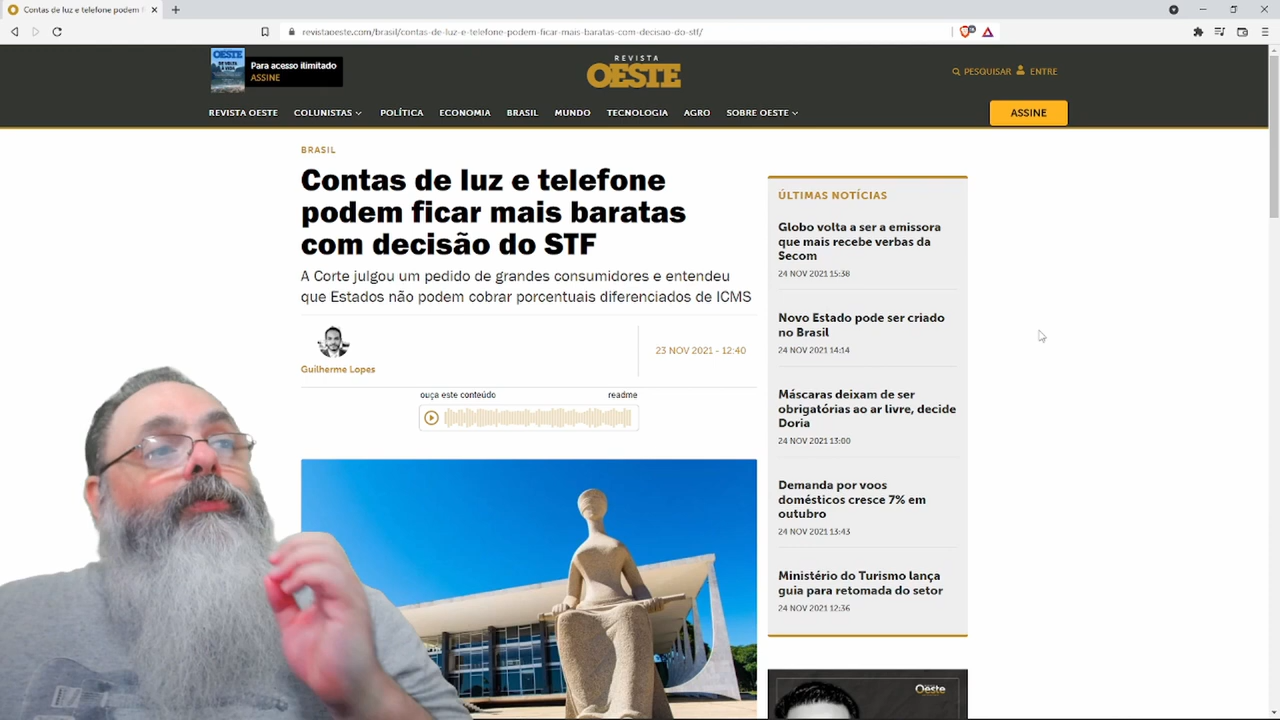 Contas de luz e telefone podem f
revistaoeste.com/brasil/contas-de-luz-e-telefone-podem-ficar-mais-baratas-com-decisao-do-stf/
OESTE
DE VOLTA
À VIDA
Para acesso ilimitado
ASSINE
REVISTA
OESTE
PESQUISAR
ENTRE
REVISTA OESTE
COLUNISTAS
POLÍTICA
ECONOMIA
BRASIL
MUNDO
TECNOLOGIA
AGRO
SOBRE OESTE
ASSINE
BRASIL
Contas de luz e telefone
podem ficar mais baratas
com decisão do STF
A Corte julgou um pedido de grandes consumidores e entendeu
que Estados não podem cobrar porcentuais diferenciados de ICMS
Guilherme Lopes
23 NOV 2021 - 12:40
ouça este conteúdo
readme
ÚLTIMAS NOTÍCIAS
Globo volta a ser a emissora
que mais recebe verbas da
Secom
24 NOV 2021 15:38
Novo Estado pode ser criado
no Brasil
24 NOV 2021 14:14
Máscaras deixam de ser
obrigatórias ao ar livre, decide
Doria
24 NOV 2021 13:00
Demanda por voos
domésticos cresce 7% em
outubro
24 NOV 2021 13:43
Ministério do Turismo lança
guia para retomada do setor
24 NOV 2021 12:36
Oeste